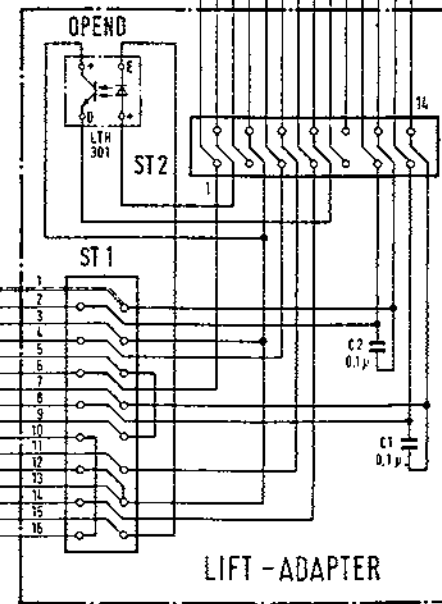 OPEND
+ E
D +
LTH
301
ST2
14
1
ST1
1
2
3
4
5
6
7
8
9
10
11
12
13
14
15
16
C2
0,1µ
C1
0,1µ
LIFT-ADAPTER